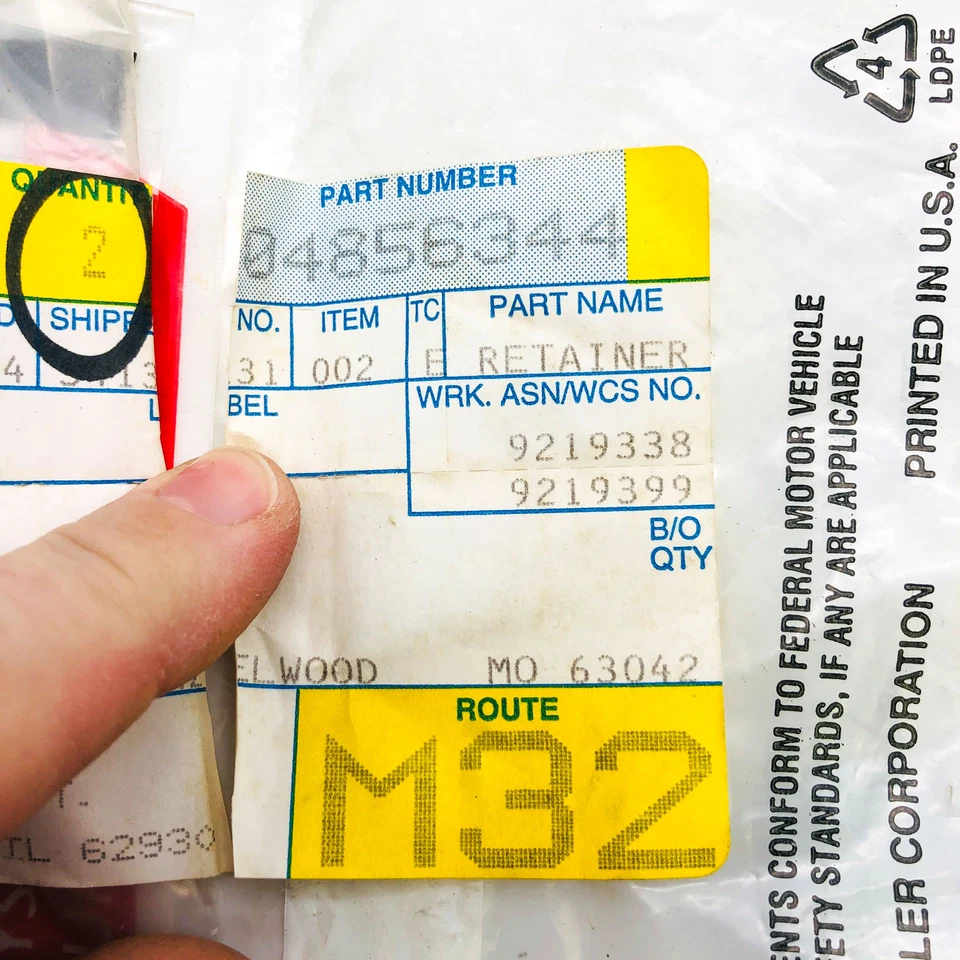 QUANTI
2
SHIPE
4
PART NUMBER
04856344
NO. ITEM TC PART NAME
31 002 E RETAINER
BEL
WRK. ASN/WCS NO.
9219338
9219399
B/O
QTY
ELWOOD MO 63042
ROUTE
M32
IL 62930
4
LDPE
PRINTED IN U.S.A.
ENTS CONFORM TO FEDERAL MOTOR VEHICLE
ETY STANDARDS, IF ANY ARE APPLICABLE
LER CORPORATION